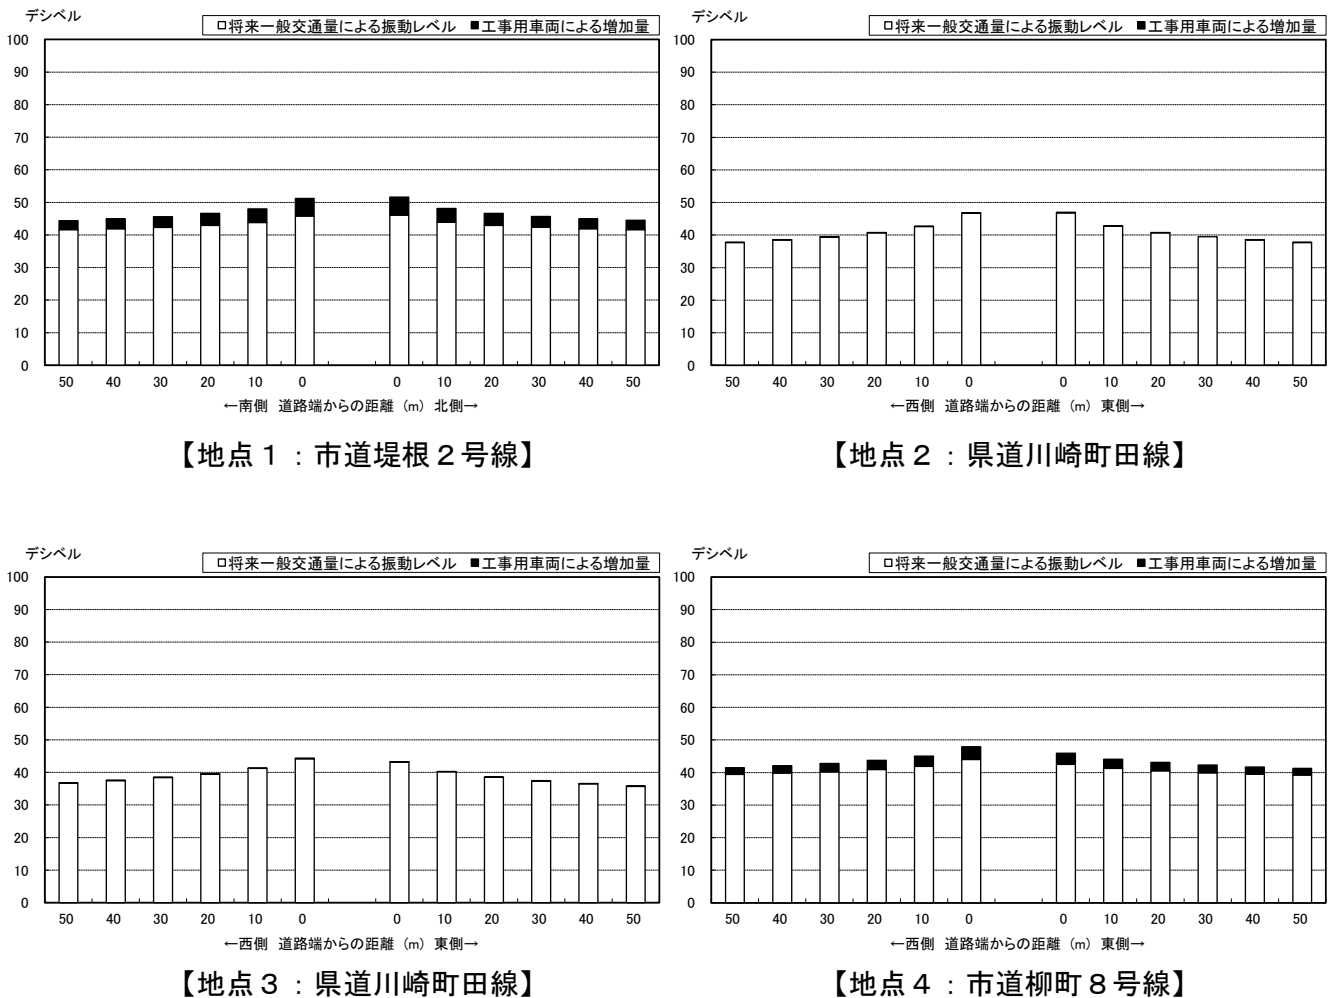 デシベル
□将来一般交通量による振動レベル ■工事用車両による増加量
100
90
80
70
60
50
40
30
20
10
0
50 40 30 20 10 0 0 10 20 30 40 50
←南側 道路端からの距離 (m) 北側→
【地点1：市道堤根2号線】
デシベル
□将来一般交通量による振動レベル ■工事用車両による増加量
100
90
80
70
60
50
40
30
20
10
0
50 40 30 20 10 0 0 10 20 30 40 50
←西側 道路端からの距離 (m) 東側→
【地点2：県道川崎町田線】
デシベル
□将来一般交通量による振動レベル ■工事用車両による増加量
100
90
80
70
60
50
40
30
20
10
0
50 40 30 20 10 0 0 10 20 30 40 50
←西側 道路端からの距離 (m) 東側→
【地点3：県道川崎町田線】
デシベル
□将来一般交通量による振動レベル ■工事用車両による増加量
100
90
80
70
60
50
40
30
20
10
0
50 40 30 20 10 0 0 10 20 30 40 50
←西側 道路端からの距離 (m) 東側→
【地点4：市道柳町8号線】